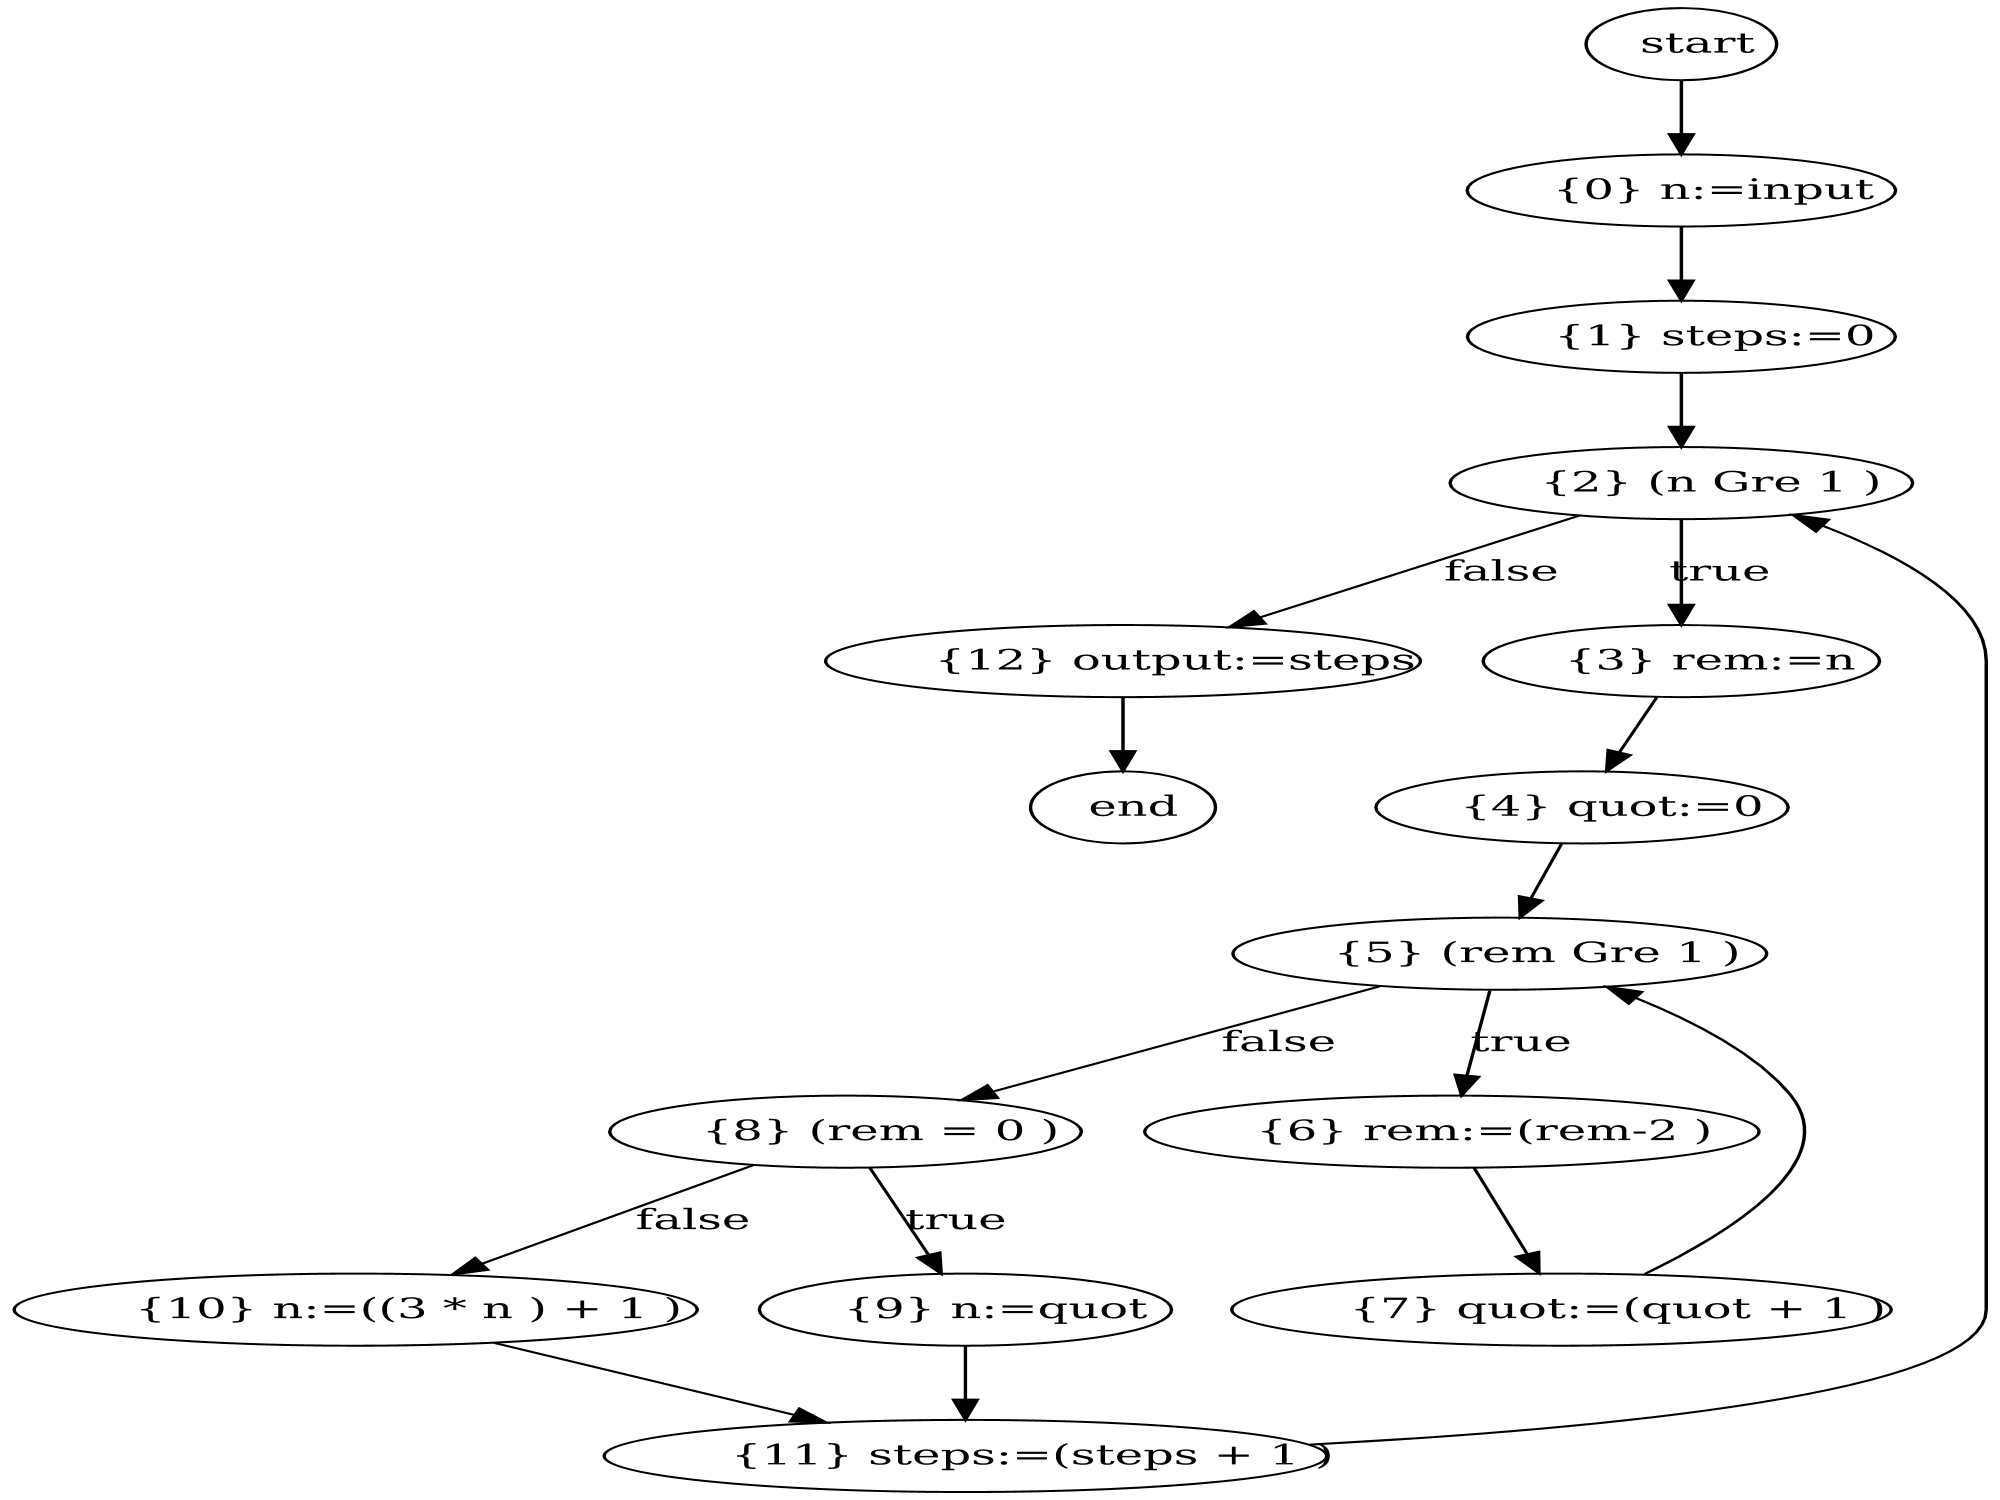 start
{0} n:=input
{1} steps:=0
{2} (n Gre 1 )
false
true
{12} output:=steps
{3} rem:=n
end
{4} quot:=0
{5} (rem Gre 1 )
false
true
{8} (rem = 0 )
{6} rem:=(rem-2 )
false
true
{10} n:=((3 * n ) + 1 )
{9} n:=quot
{7} quot:=(quot + 1 )
{11} steps:=(steps + 1 )